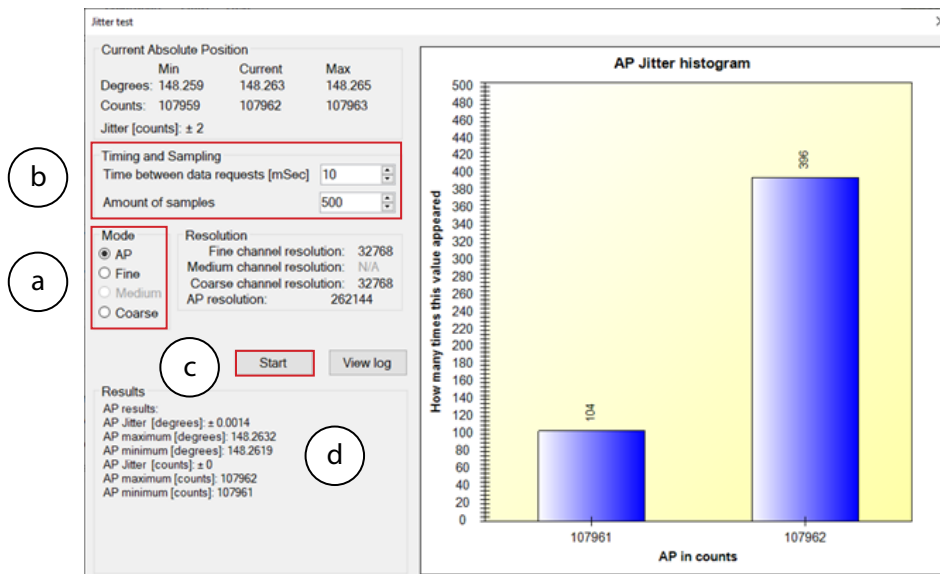 Jitter test
Current Absolute Position
Min Current Max
Degrees: 148.259 148.263 148.265
Counts: 107959 107962 107963
Jitter [counts]: ± 2
b
Timing and Sampling
Time between data requests [mSec] 10
Amount of samples 500
a
Mode
AP
Fine
Medium
Coarse
Resolution
Fine channel resolution: 32768
Medium channel resolution: N/A
Coarse channel resolution: 32768
AP resolution: 262144
c
Start View log
Results
AP results:
AP Jitter [degrees]: ± 0.0014
AP maximum [degrees]: 148.2632
AP minimum [degrees]: 148.2619
AP Jitter [counts]: ± 0
AP maximum [counts]: 107962
AP minimum [counts]: 107961
d
AP Jitter histogram
How many times this value appeared
500
480
460
440
420
400
380
360
340
320
300
280
260
240
220
200
180
160
140
120
100
80
60
40
20
0
104
396
107961 107962
AP in counts